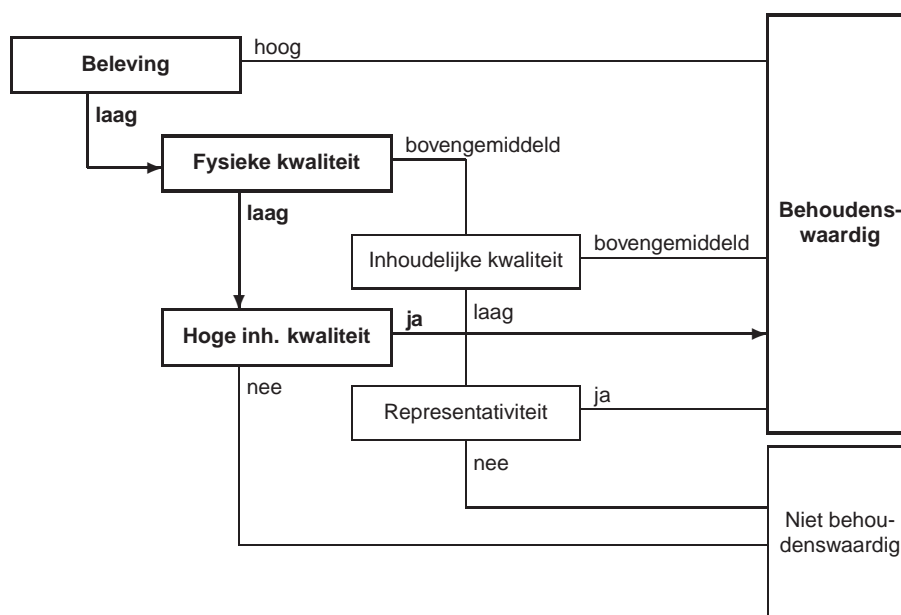 hoog
Beleving
laag
bovengemiddeld
Fysieke kwaliteit
laag
Behoudens-
waardig
bovengemiddeld
Inhoudelijke kwaliteit
laag
ja
Hoge inh. kwaliteit
nee
ja
Representativiteit
nee
Niet behou-
denswaardig